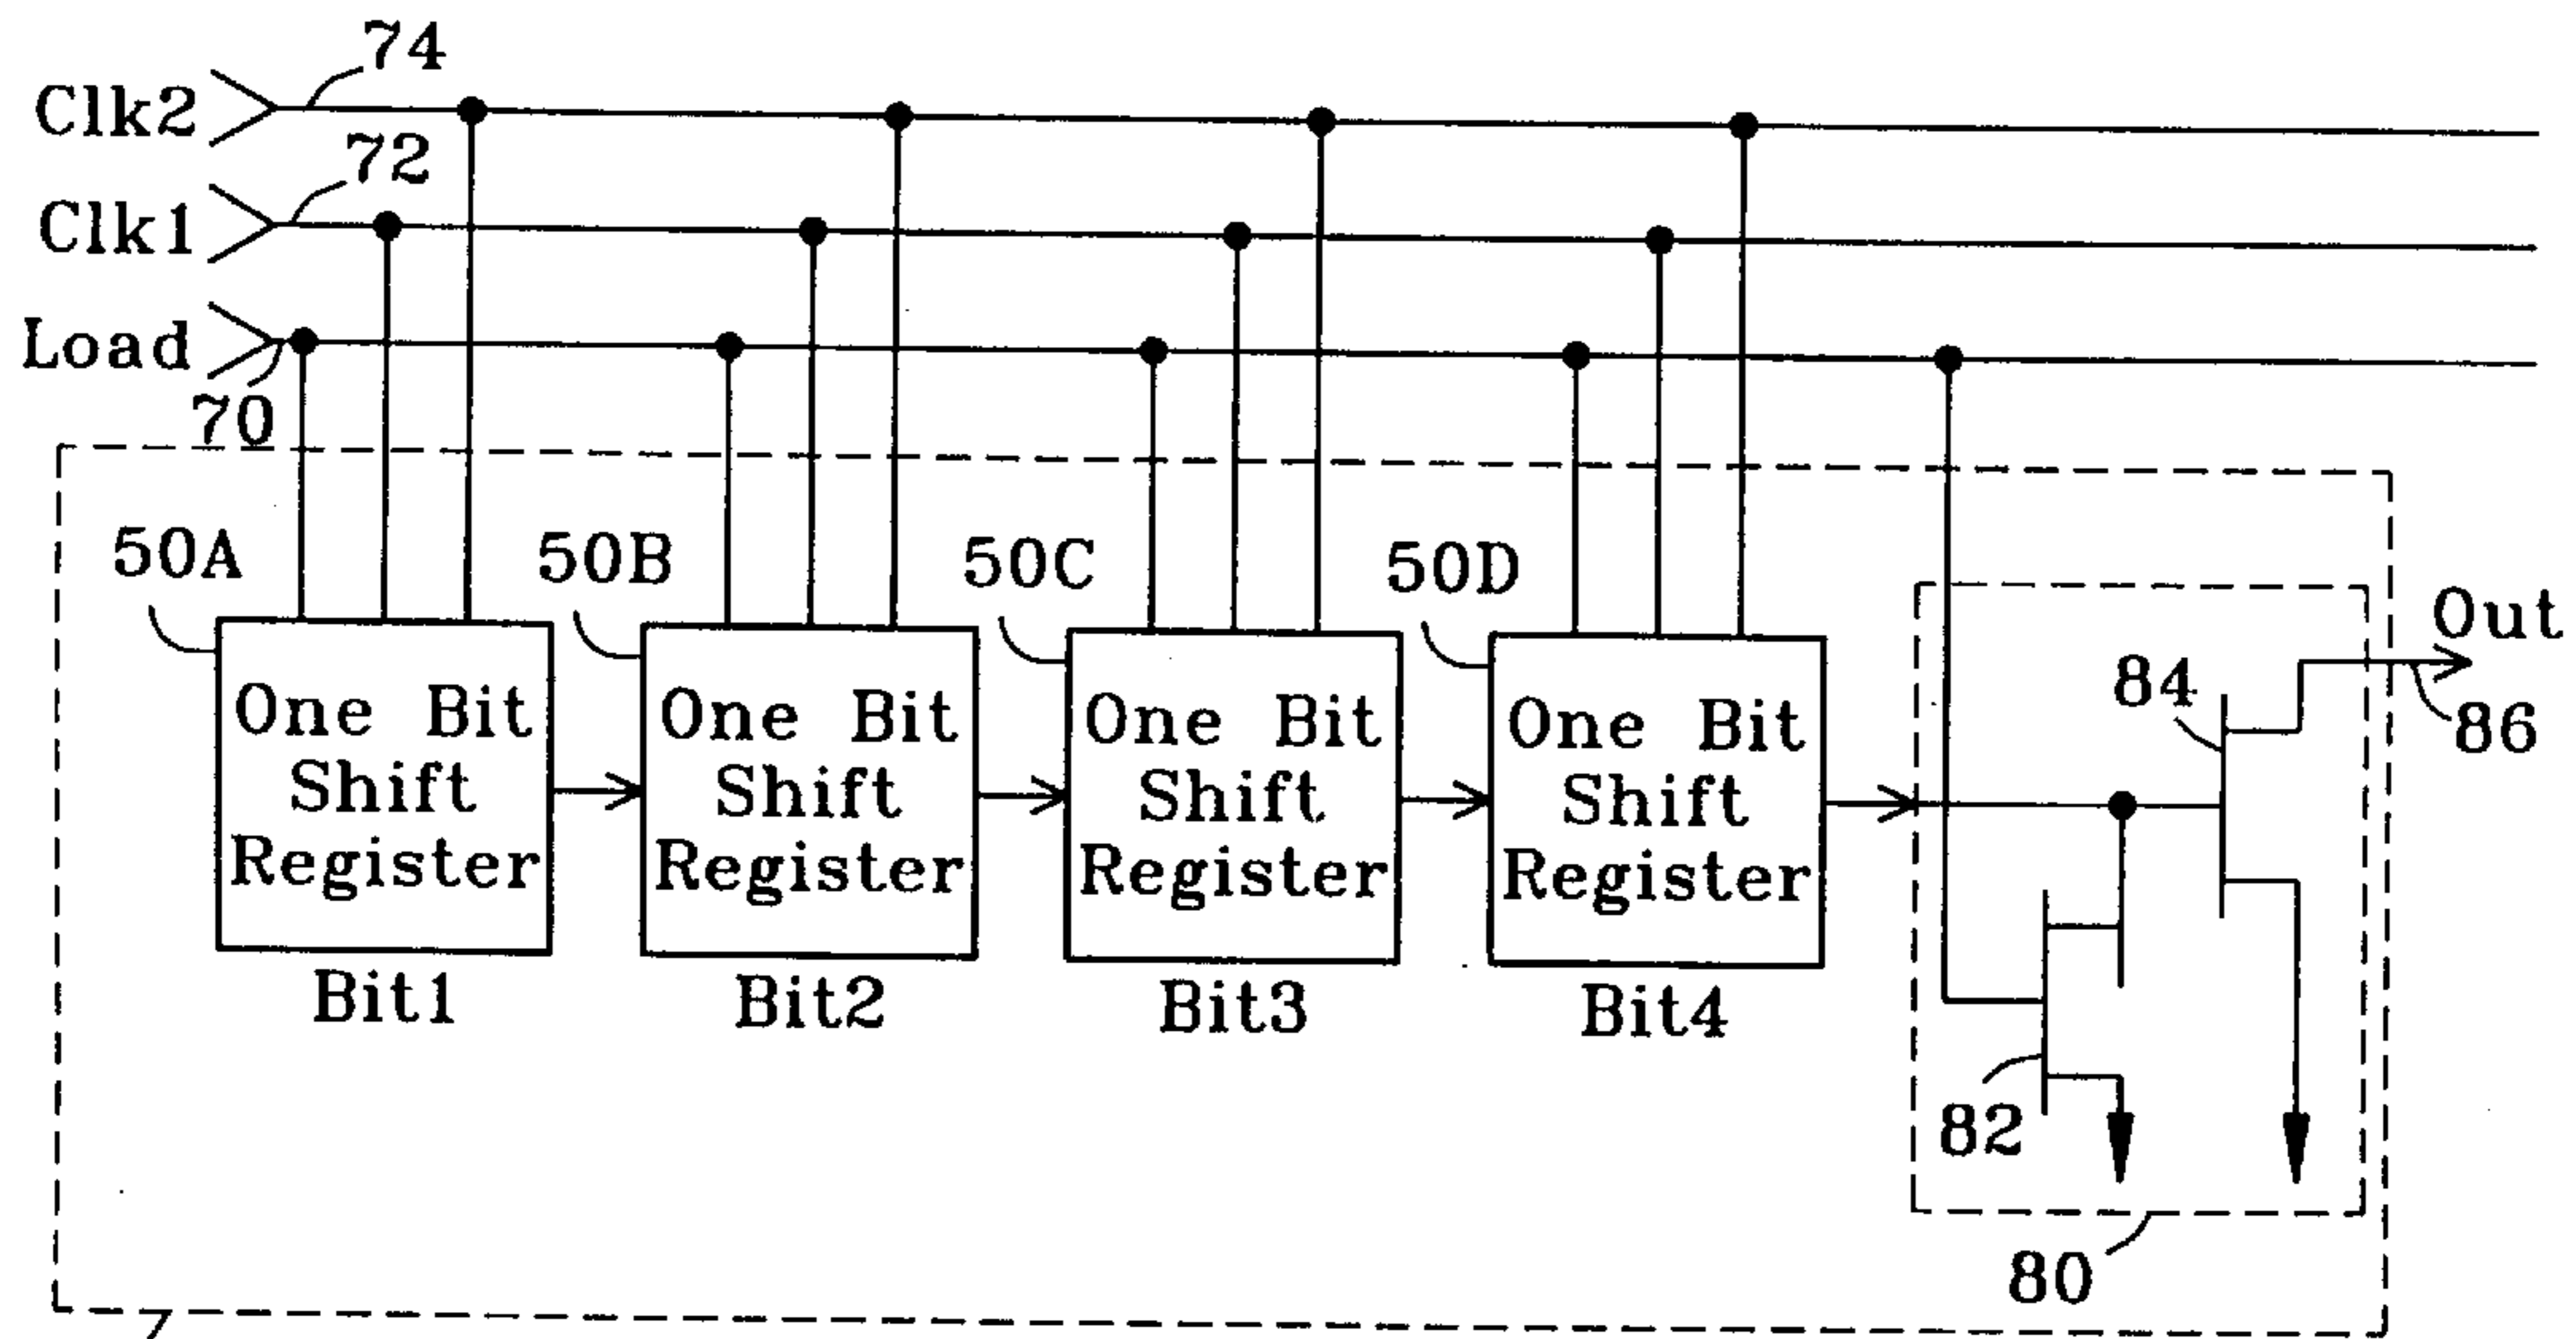 74
Clk2
72
Clk1
Load
70
50A
50B
50C
50D
Out
84
86
One Bit
Shift
Register
One Bit
Shift
Register
One Bit
Shift
Register
One Bit
Shift
Register
Bit1
Bit2
Bit3
Bit4
82
80